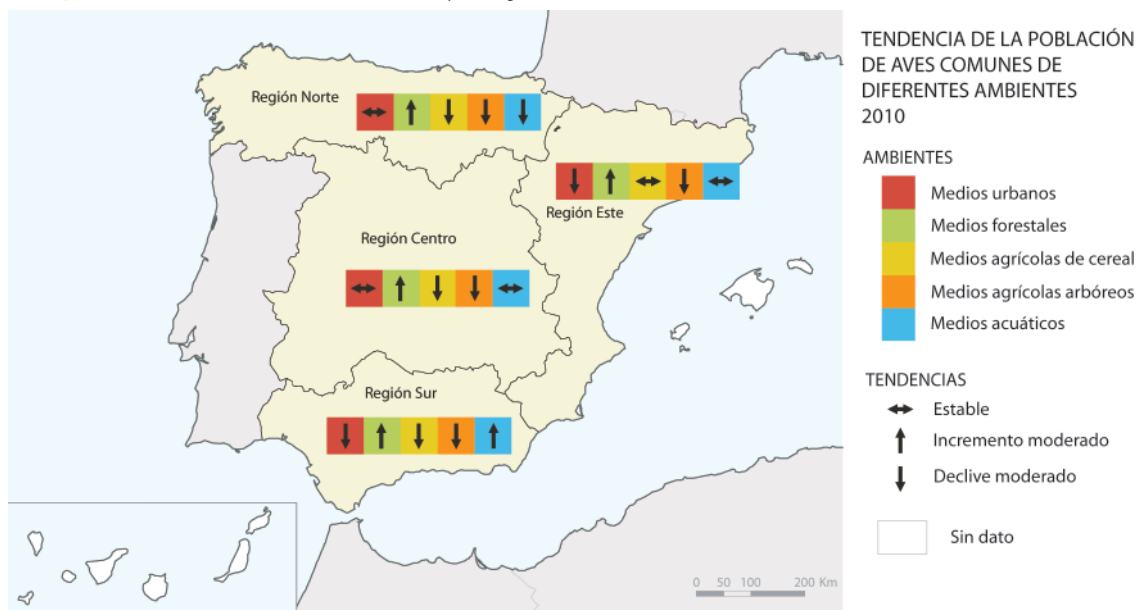 Región Norte
Región Este
Región Centro
Región Sur
0 50 100 200 Km
TENDENCIA DE LA POBLACIÓN
DE AVES COMUNES DE
DIFERENTES AMBIENTES
2010
AMBIENTES
Medios urbanos
Medios forestales
Medios agrícolas de cereal
Medios agrícolas arbóreos
Medios acuáticos
TENDENCIAS
Estable
Incremento moderado
Declive moderado
Sin dato